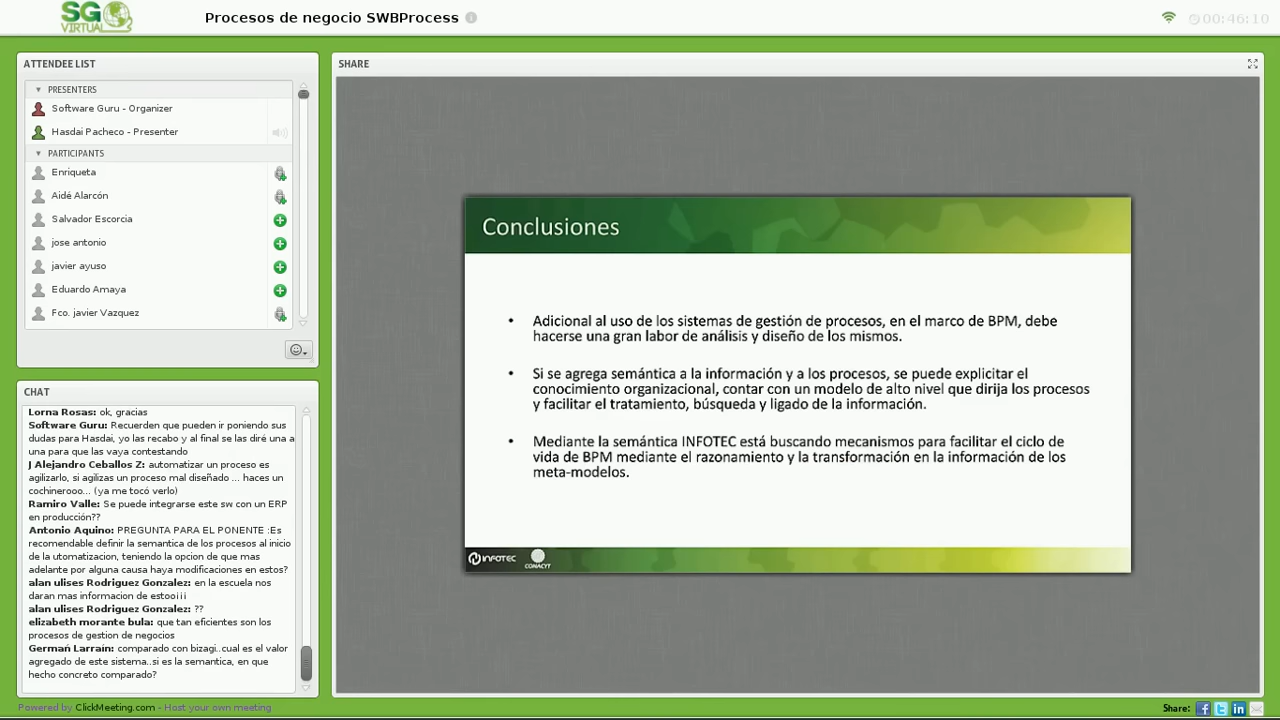 SG
VIRTUAL
Procesos de negocio SWBProcess
00:46:10
ATTENDEE LIST
PRESENTERS
Software Guru - Organizer
Hasdai Pacheco - Presenter
PARTICIPANTS
Enriqueta
Aidé Alarcón
Salvador Escorcia
jose antonio
javier ayuso
Eduardo Amaya
Fco. javier Vazquez
CHAT
Lorna Rosas: ok, gracias
Software Guru: Recuerden que pueden ir poniendo sus
dudas para Hasdai, yo las recabo y al final se las diré una a
una para que las vaya contestando
J Alejandro Ceballos Z: automatizar un proceso es
agilizarlo, si agilizas un proceso mal diseñado ... haces un
cochinerooo... (ya me tocó verlo)
Ramiro Valle: Se puede integrarse este sw con un ERP
en producción??
Antonio Aquino: PREGUNTA PARA EL PONENTE :Es
recomendable definir la semantica de los procesos al inicio
de la utomatizacion, teniendo la opcion de que mas
adelante por alguna causa haya modificaciones en estos?
alan ulises Rodriguez Gonzalez: en la escuela nos
daran mas informacion de estoo¡¡¡
alan ulises Rodriguez Gonzalez: ??
elizabeth morante bula: que tan eficientes son los
procesos de gestion de negocios
Germań Larraín: comparado con bizagi..cual es el valor
agregado de este sistema..si es la semantica, en que
hecho concreto comparado?
SHARE
Conclusiones
• Adicional al uso de los sistemas de gestión de procesos, en el marco de BPM, debe
hacerse una gran labor de análisis y diseño de los mismos.
• Si se agrega semántica a la información y a los procesos, se puede explicitar el
conocimiento organizacional, contar con un modelo de alto nivel que dirija los procesos
y facilitar el tratamiento, búsqueda y ligado de la información.
• Mediante la semántica INFOTEC está buscando mecanismos para facilitar el ciclo de
vida de BPM mediante el razonamiento y la transformación en la información de los
meta-modelos.
INFOTEC
CONACYT
Powered by ClickMeeting.com - Host your own meeting
Share: